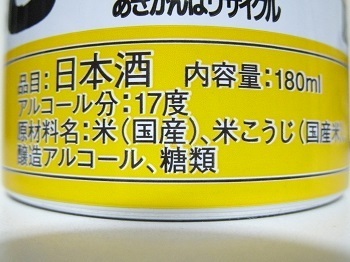 あきかんはリサイクル
品目:日本酒 内容量:180ml
アルコール分:17度
原材料名:米(国産)、米こうじ(国産米)
醸造アルコール、糖類